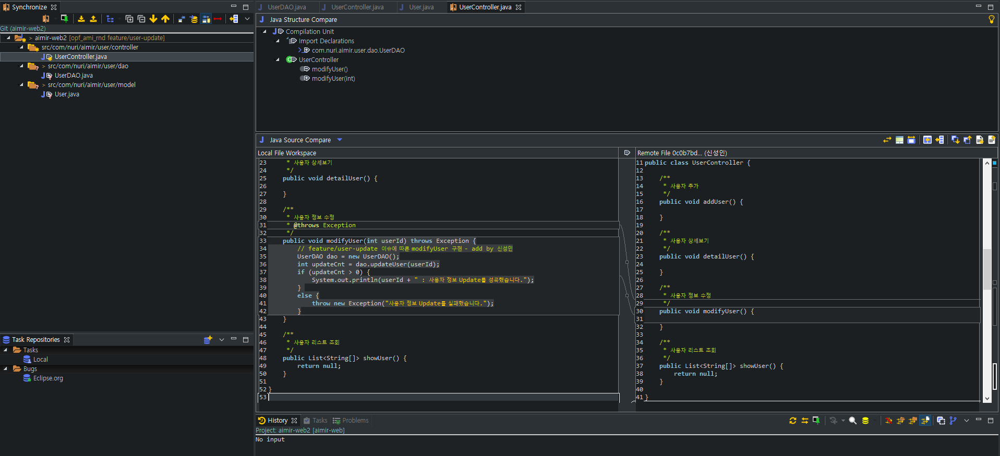 Synchronize
Git (aimir-web2)
> aimir-web2 [opf_ami_rnd feature/user-update]
src/com/nuri/aimir/user/controller
UserController.java
> src/com/nuri/aimir/user/dao
UserDAO.java
> src/com/nuri/aimir/user/model
User.java
Task Repositories
Tasks
Local
Bugs
Eclipse.org
UserDAO.java UserController.java User.java UserController.java
Java Structure Compare
Compilation Unit
Import Declarations
com.nuri.aimir.user.dao.UserDAO
UserController
modifyUser()
modifyUser(int)
Java Source Compare
Local File Workspace
23 * 사용자 상세보기
24 */
25 public void detailUser() {
26
27 }
28
29 /**
30 * 사용자 정보 수정
31 * @throws Exception
32 */
33 public void modifyUser(int userId) throws Exception {
34 // feature/user-update 이슈에 따른 modifyUser 구현 - add by 신성인
35 UserDAO dao = new UserDAO();
36 int updateCnt = dao.updateUser(userId);
37 if (updateCnt > 0) {
38 System.out.println(userId + " : 사용자 정보 Update를 성곡했습니다.");
39 }
40 else {
41 throw new Exception("사용자 정보 Update를 실패했습니다.");
42 }
43 }
44
45 /**
46 * 사용자 리스트 조회
47 */
48 public List<String[]> showUser() {
49 return null;
50 }
51
52 }
53
Remote File 0c0b7bd... (신성인)
11 public class UserController {
12
13 /**
14 * 사용자 추가
15 */
16 public void addUser() {
17
18 }
19
20 /**
21 * 사용자 상세보기
22 */
23 public void detailUser() {
24
25 }
26
27 /**
28 * 사용자 정보 수정
29 */
30 public void modifyUser() {
31
32 }
33
34 /**
35 * 사용자 리스트 조회
36 */
37 public List<String[]> showUser() {
38 return null;
39 }
40
41 }
History Tasks Problems
Project: aimir-web2 [aimir-web]
No input